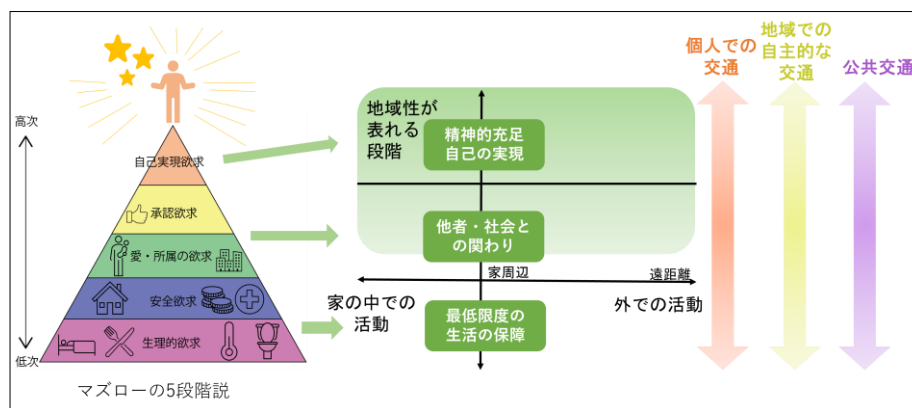 高次
低次
自己実現欲求
承認欲求
愛・所属の欲求
安全欲求
生理的欲求
マズローの5段階説
地域性が
表れる
段階
精神的充足
自己の実現
他者・社会と
の関わり
家周辺
遠距離
家の中での
活動
外での活動
最低限度の
生活の保障
個人での
交通
地域での
自主的な
交通
公共交通